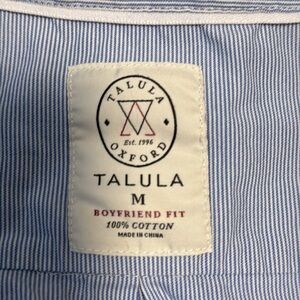 TALULA
Est. 1996
OXFORD
TALULA
M
BOYFRIEND FIT
100% COTTON
MADE IN CHINA